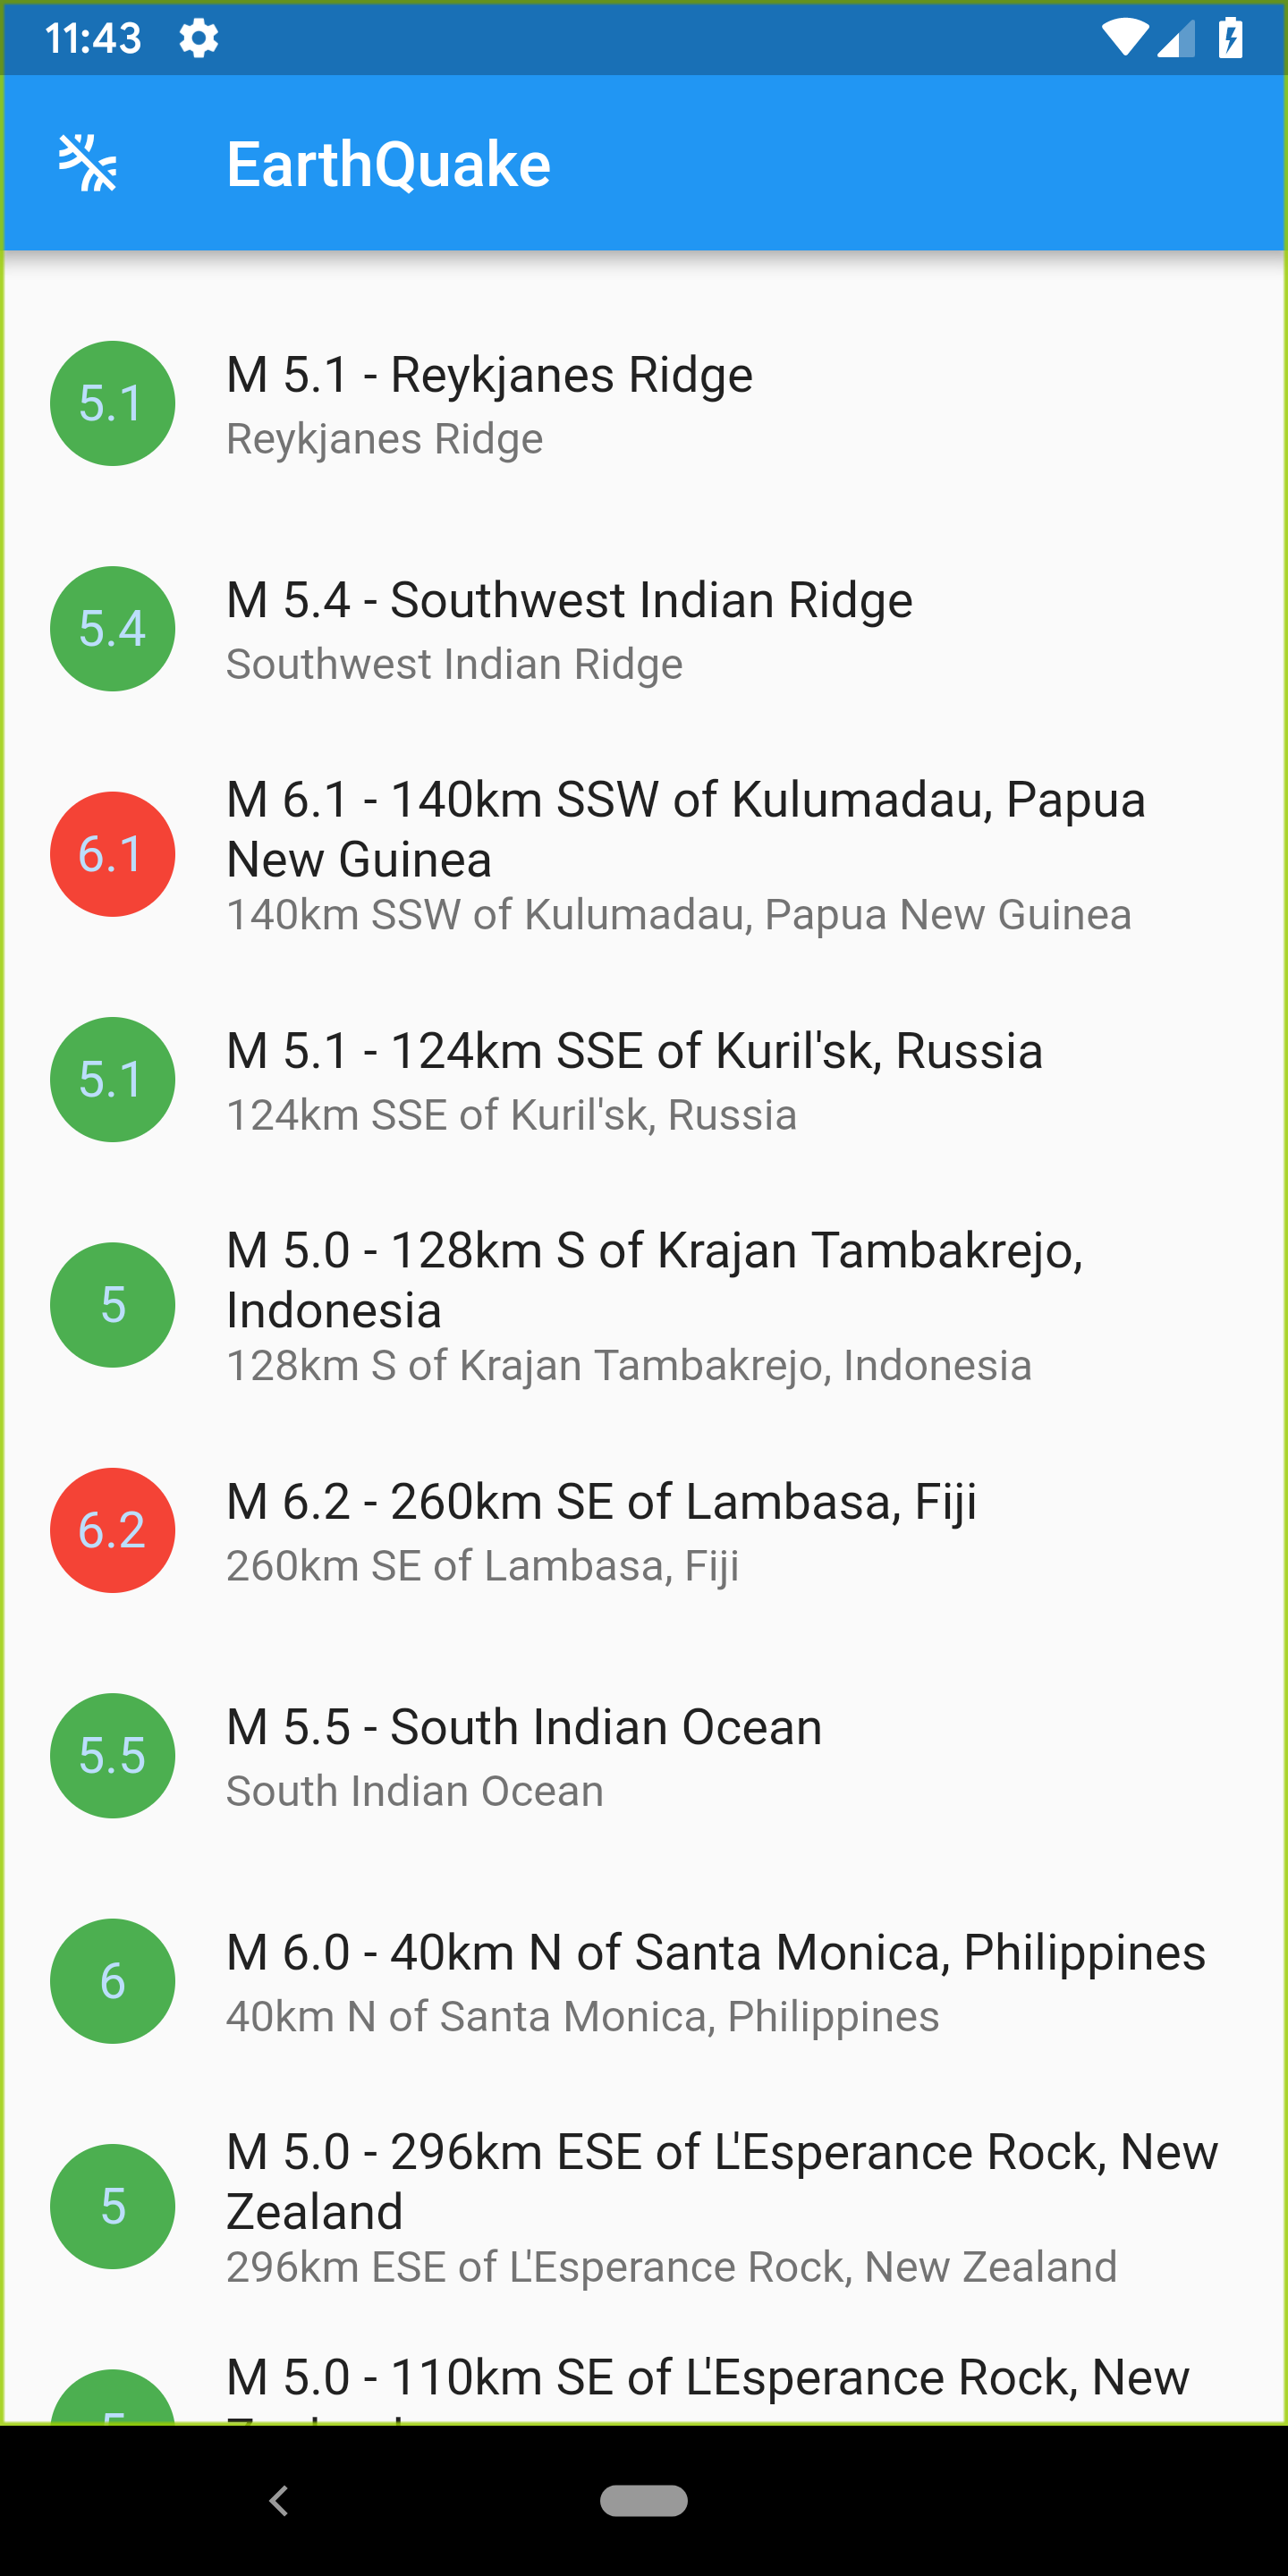 11:43
EarthQuake
5.1
M 5.1 - Reykjanes Ridge
Reykjanes Ridge
5.4
M 5.4 - Southwest Indian Ridge
Southwest Indian Ridge
6.1
M 6.1 - 140km SSW of Kulumadau, Papua
New Guinea
140km SSW of Kulumadau, Papua New Guinea
5.1
M 5.1 - 124km SSE of Kuril'sk, Russia
124km SSE of Kuril'sk, Russia
5
M 5.0 - 128km S of Krajan Tambakrejo,
Indonesia
128km S of Krajan Tambakrejo, Indonesia
6.2
M 6.2 - 260km SE of Lambasa, Fiji
260km SE of Lambasa, Fiji
5.5
M 5.5 - South Indian Ocean
South Indian Ocean
6
M 6.0 - 40km N of Santa Monica, Philippines
40km N of Santa Monica, Philippines
5
M 5.0 - 296km ESE of L'Esperance Rock, New
Zealand
296km ESE of L'Esperance Rock, New Zealand
M 5.0 - 110km SE of L'Esperance Rock, New